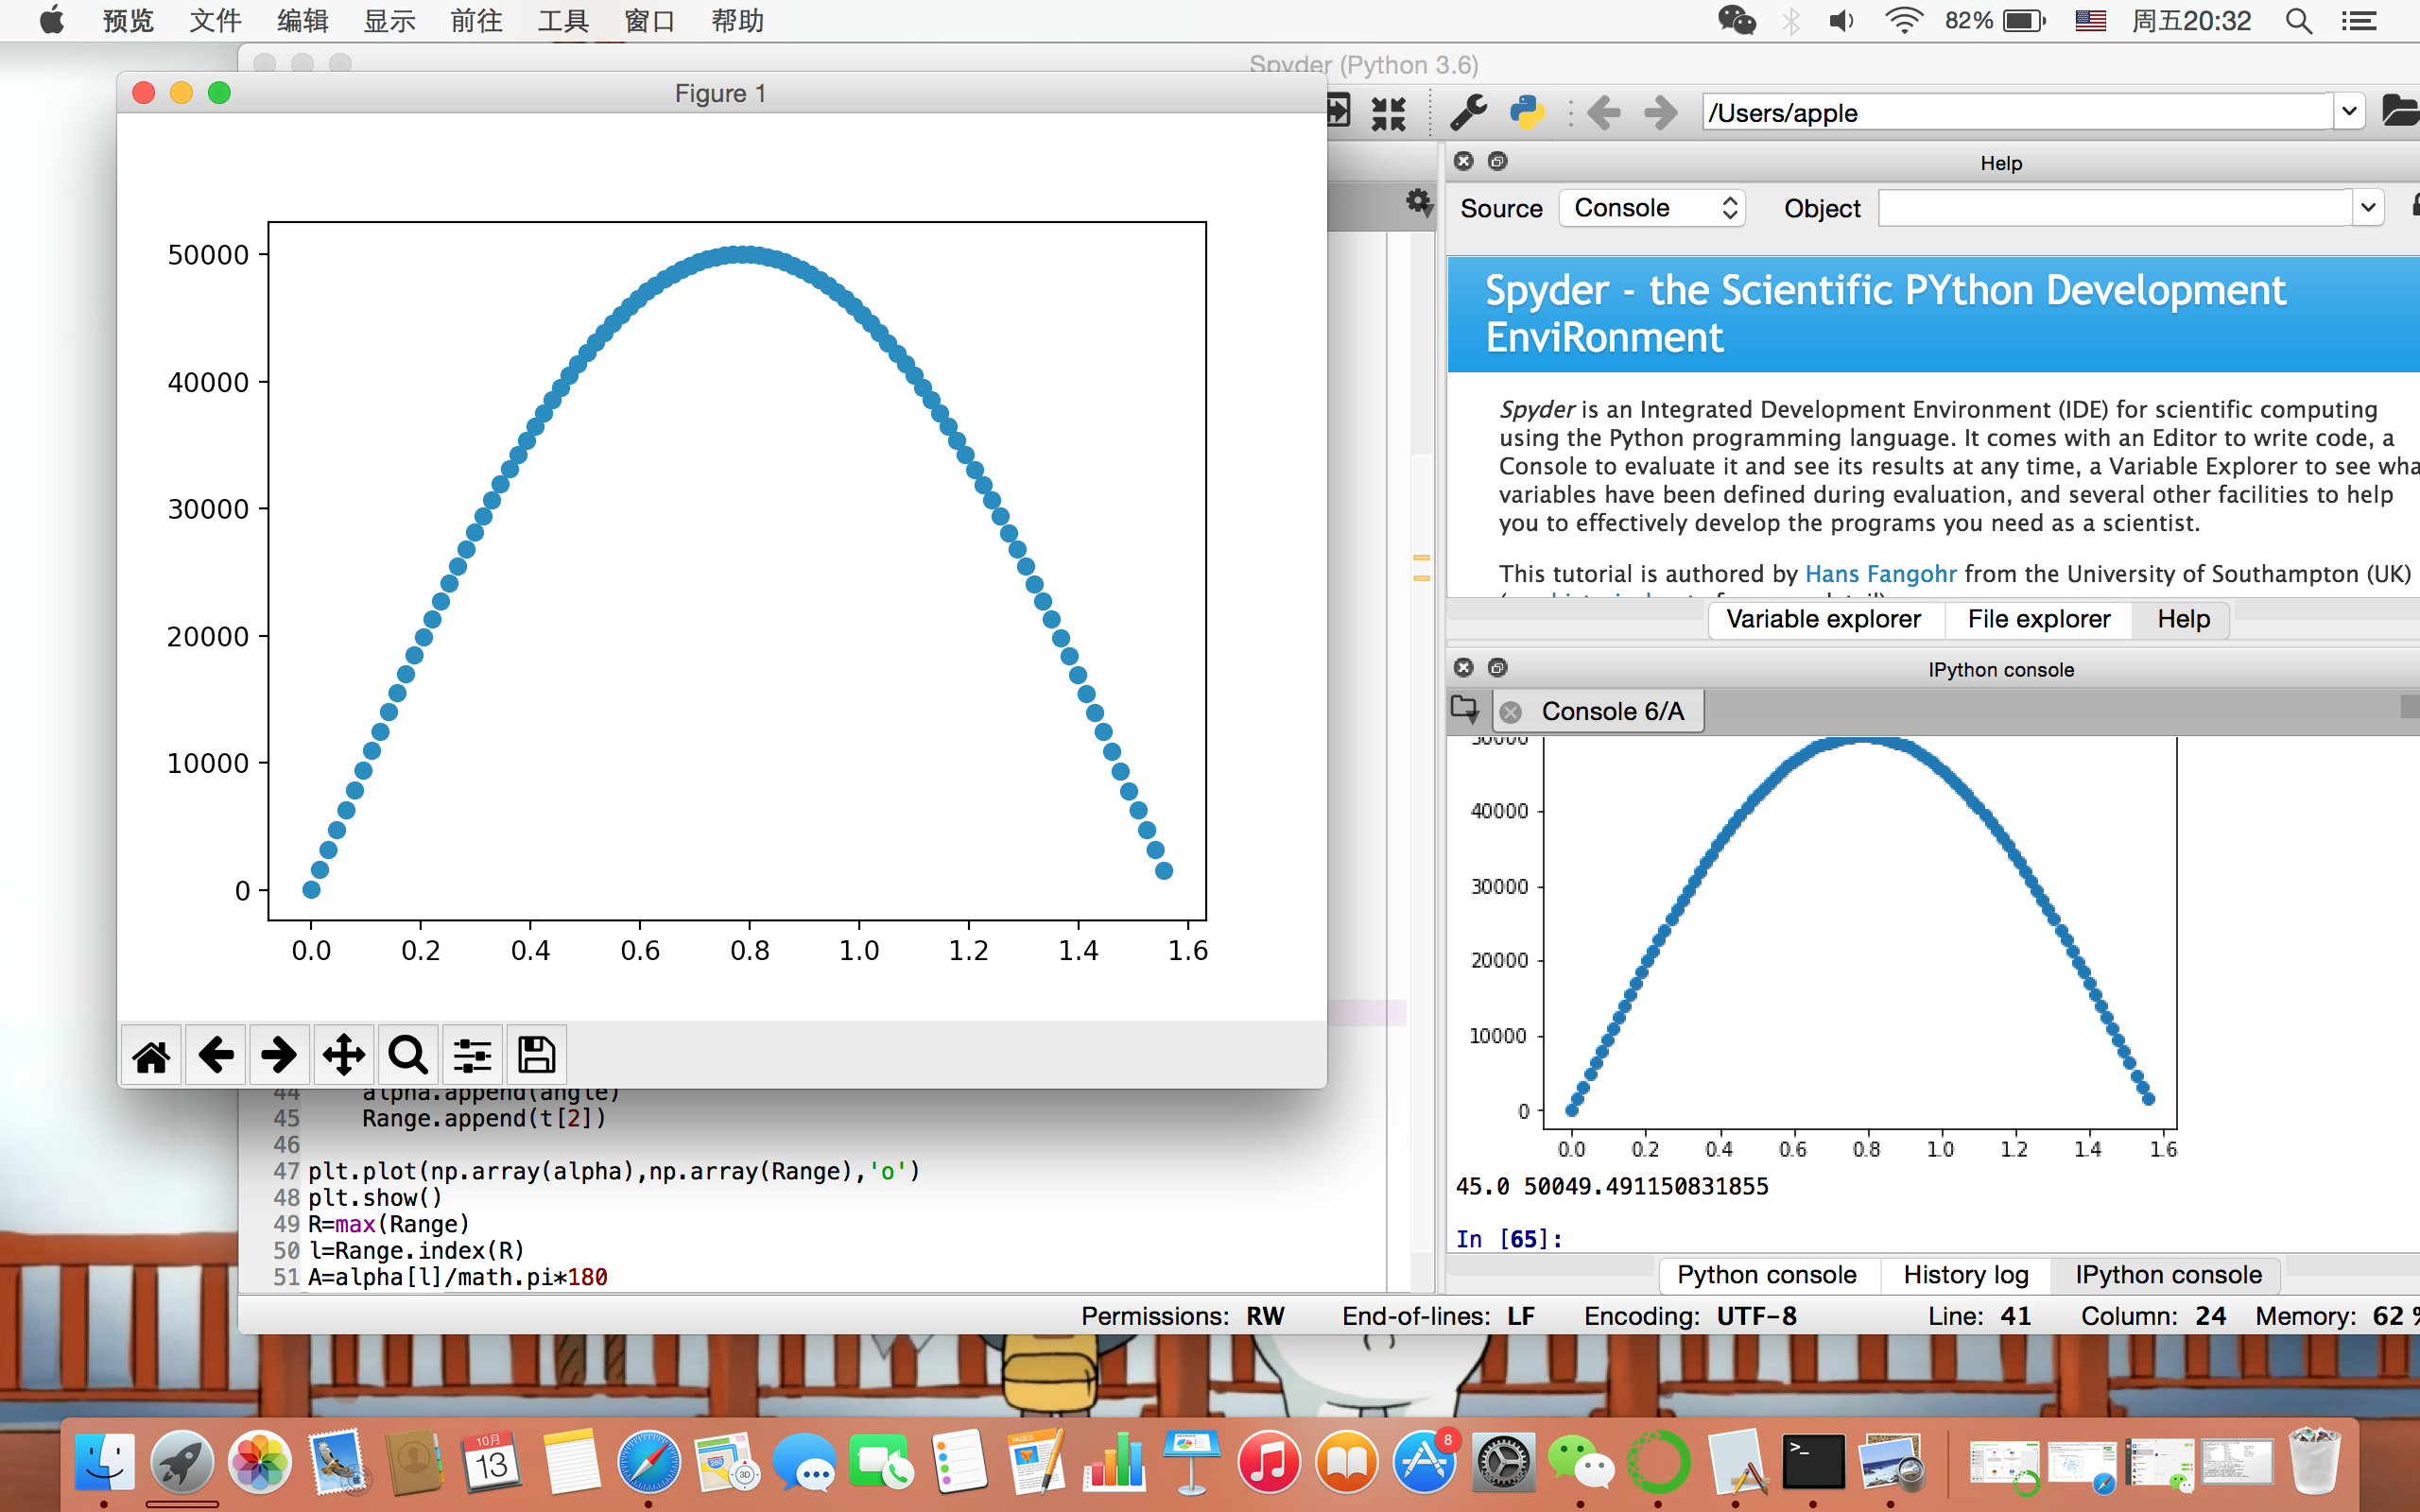 预览 文件 编辑 显示 前往 工具 窗口 帮助 82% 周五20:32
Spyder (Python 3.6)
Figure 1
50000
40000
30000
20000
10000
0
0.0 0.2 0.4 0.6 0.8 1.0 1.2 1.4 1.6
44 alpha.append(angle)
45 Range.append(t[2])
46
47 plt.plot(np.array(alpha),np.array(Range),'o')
48 plt.show()
49 R=max(Range)
50 l=Range.index(R)
51 A=alpha[l]/math.pi*180
/Users/apple
Help
Source Console Object
Spyder - the Scientific PYthon Development
EnviRonment
Spyder is an Integrated Development Environment (IDE) for scientific computing
using the Python programming language. It comes with an Editor to write code, a
Console to evaluate it and see its results at any time, a Variable Explorer to see wha
variables have been defined during evaluation, and several other facilities to help
you to effectively develop the programs you need as a scientist.
This tutorial is authored by Hans Fangohr from the University of Southampton (UK)
Variable explorer File explorer Help
IPython console
Console 6/A
50000
40000
30000
20000
10000
0
0.0 0.2 0.4 0.6 0.8 1.0 1.2 1.4 1.6
45.0 50049.491150831855
In [65]:
Python console History log IPython console
Permissions: RW End-of-lines: LF Encoding: UTF-8 Line: 41 Column: 24 Memory: 62 %
10月
13
280
3D
PAGES
8
>_